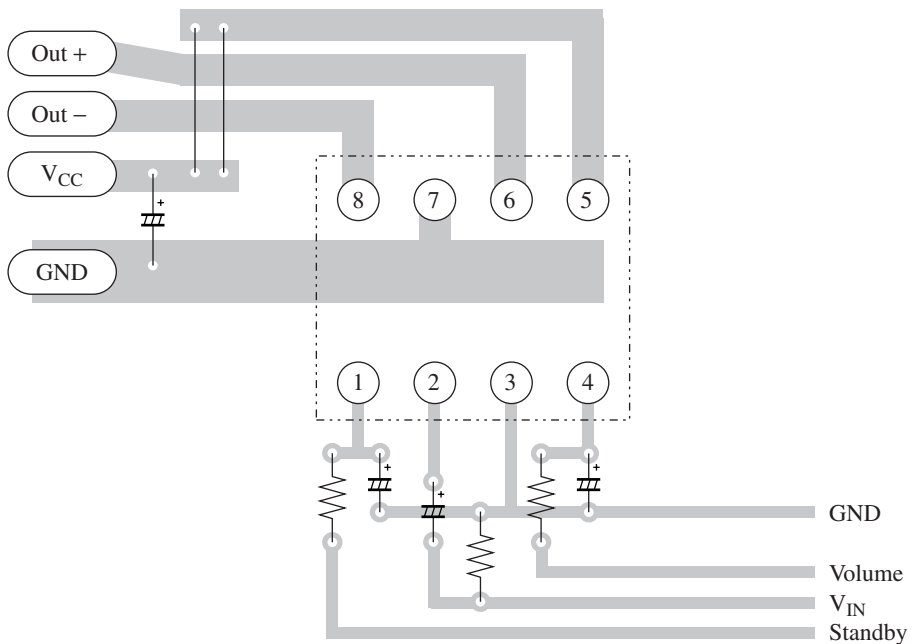 Out +
Out −
VCC
GND
8 7 6 5
+
1 2 3 4
+ + +
GND
Volume
VIN
Standby